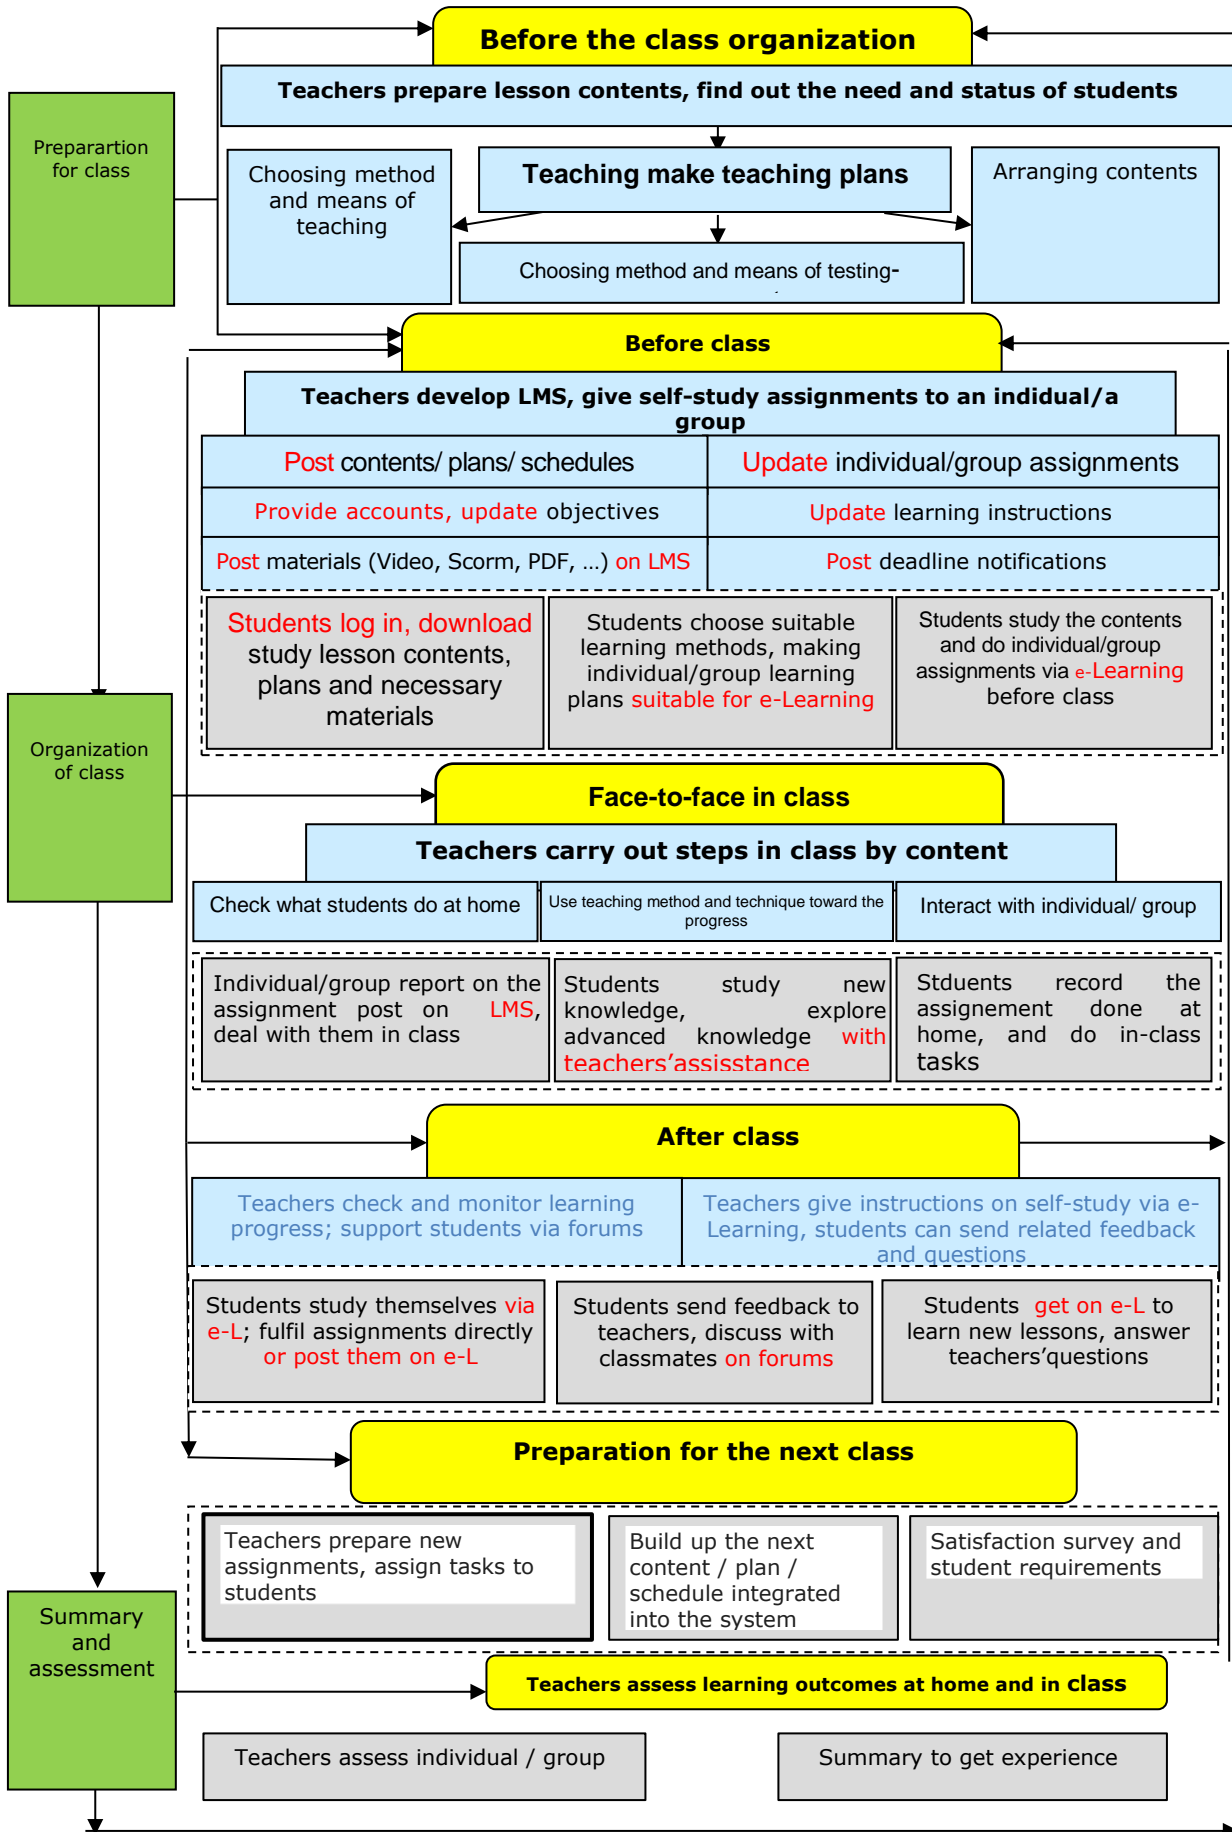 Before the class organization
Teachers prepare lesson contents, find out the need and status of students
Preparartion
for class
Choosing method
and means of
teaching
Teaching make teaching plans
Arranging contents
Choosing method and means of testing-
Before class
Teachers develop LMS, give self-study assignments to an indidual/a
group
Post contents/ plans/ schedules
Update individual/group assignments
Provide accounts, update objectives
Update learning instructions
Post materials (Video, Scorm, PDF, ...) on LMS
Post deadline notifications
Students log in, download
study lesson contents,
plans and necessary
materials
Students choose suitable
learning methods, making
individual/group learning
plans suitable for e-Learning
Students study the contents
and do individual/group
assignments via e-Learning
before class
Organization
of class
Face-to-face in class
Teachers carry out steps in class by content
Check what students do at home
Use teaching method and technique toward the
progress
Interact with individual/ group
Individual/group report on the
assignment post on LMS,
deal with them in class
Students study new
knowledge, explore
advanced knowledge with
teachers'assisstance
Stduents record the
assignement done at
home, and do in-class
tasks
After class
Teachers check and monitor learning
progress; support students via forums
Teachers give instructions on self-study via e-
Learning, students can send related feedback
and questions
Students study themselves via
e-L; fulfil assignments directly
or post them on e-L
Students send feedback to
teachers, discuss with
classmates on forums
Students get on e-L to
learn new lessons, answer
teachers'questions
Preparation for the next class
Teachers prepare new
assignments, assign tasks to
students
Build up the next
content / plan /
schedule integrated
into the system
Satisfaction survey and
student requirements
Summary
and
assessment
Teachers assess learning outcomes at home and in class
Teachers assess individual / group
Summary to get experience